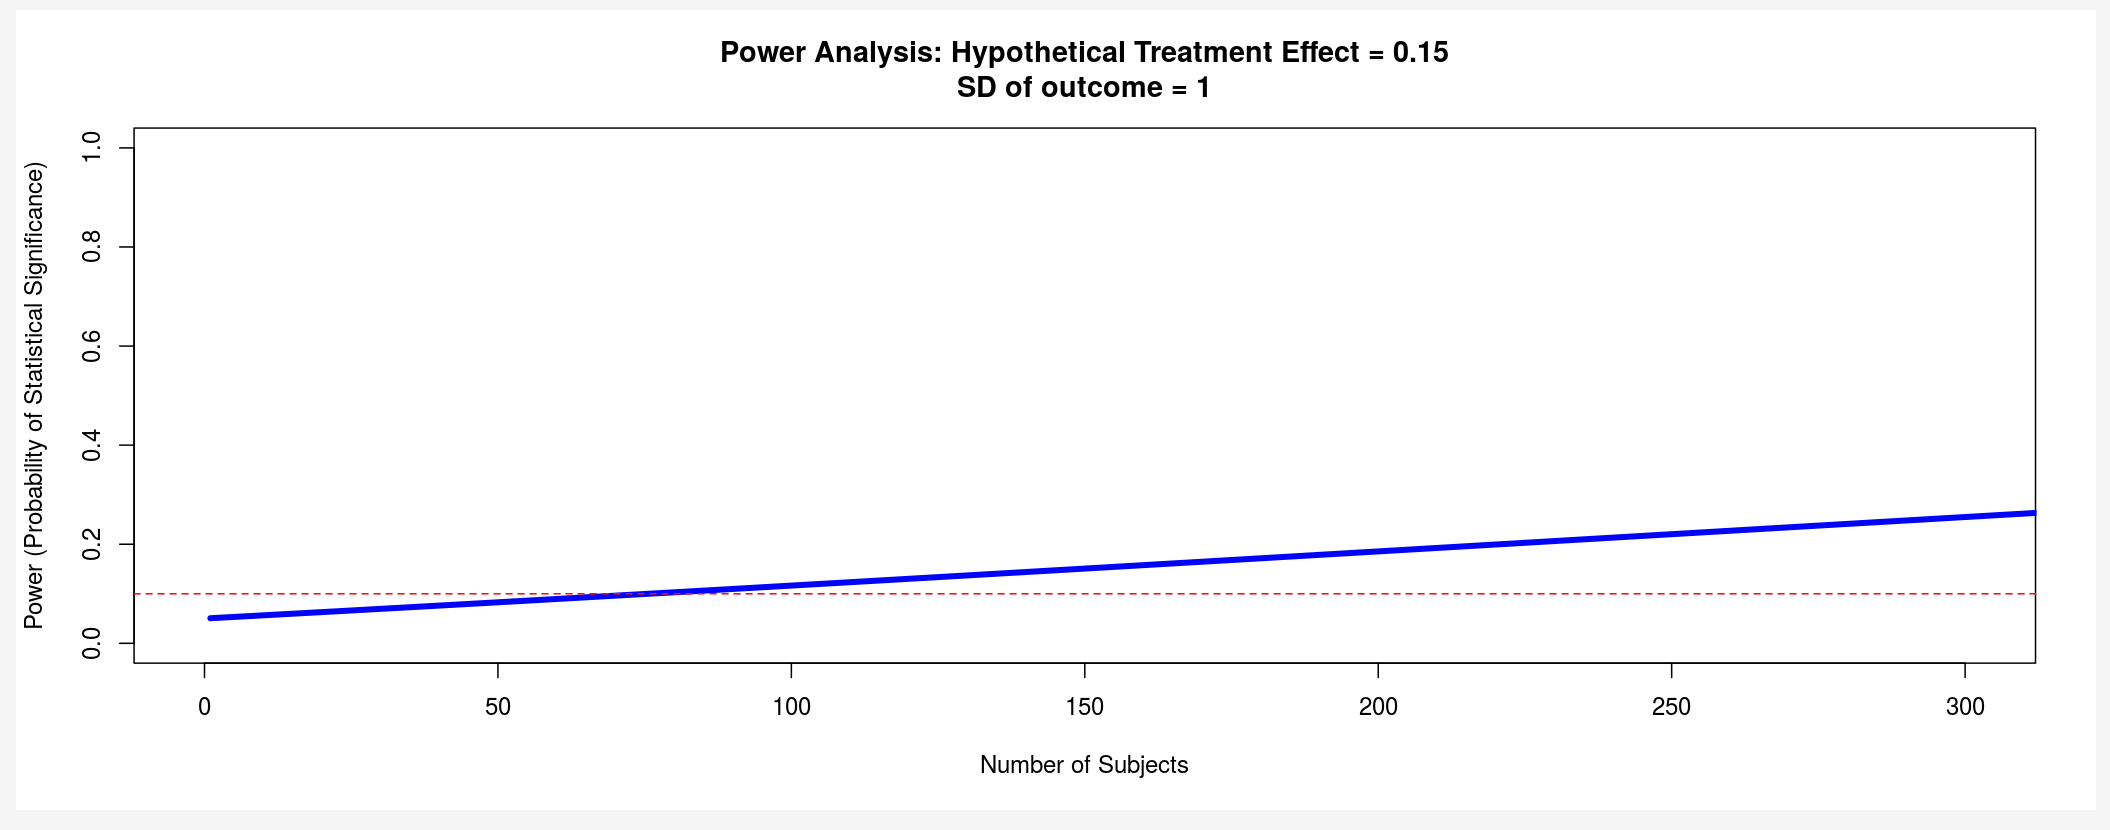 Power Analysis: Hypothetical Treatment Effect = 0.15
SD of outcome = 1
Power (Probability of Statistical Significance)
1.0
0.8
0.6
0.4
0.2
0.0
0 50 100 150 200 250 300
Number of Subjects